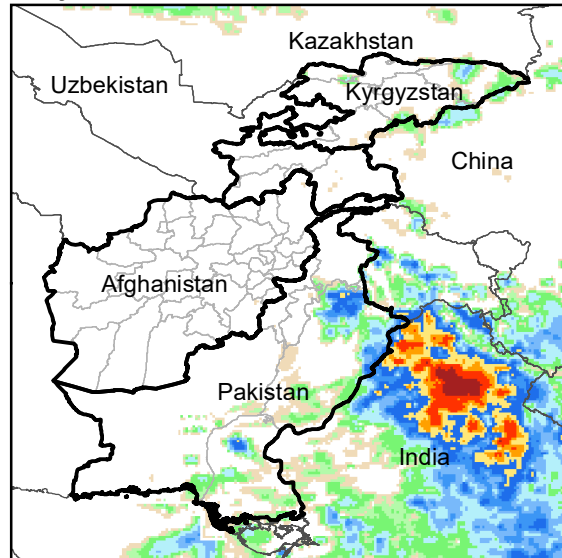 Kazakhstan
Uzbekistan
Kyrgyzstan
China
Afghanistan
Pakistan
India